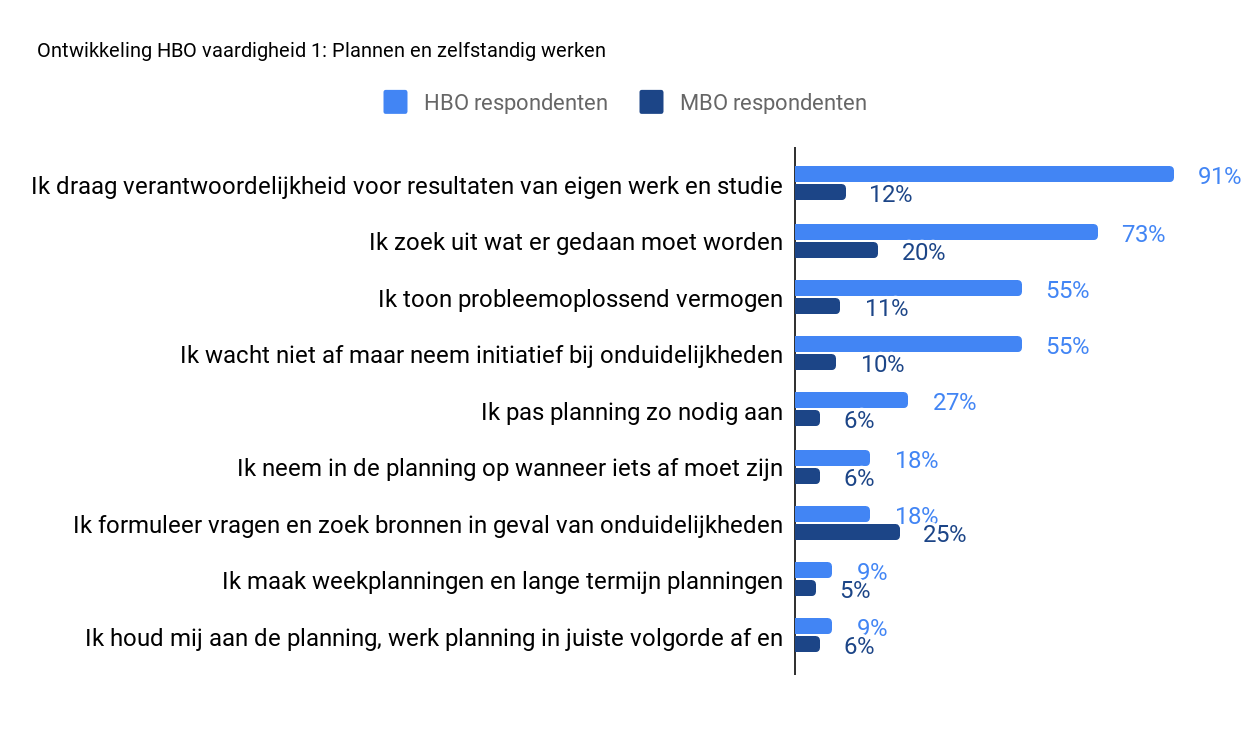 Ontwikkeling HBO vaardigheid 1: Plannen en zelfstandig werken
HBO respondenten MBO respondenten
Ik draag verantwoordelijkheid voor resultaten van eigen werk en studie 91%
12%
Ik zoek uit wat er gedaan moet worden 73%
20%
Ik toon probleemoplossend vermogen 55%
11%
Ik wacht niet af maar neem initiatief bij onduidelijkheden 55%
10%
Ik pas planning zo nodig aan 27%
6%
Ik neem in de planning op wanneer iets af moet zijn 18%
6%
Ik formuleer vragen en zoek bronnen in geval van onduidelijkheden 18%
25%
Ik maak weekplanningen en lange termijn planningen 9%
5%
Ik houd mij aan de planning, werk planning in juiste volgorde af en 9%
6%